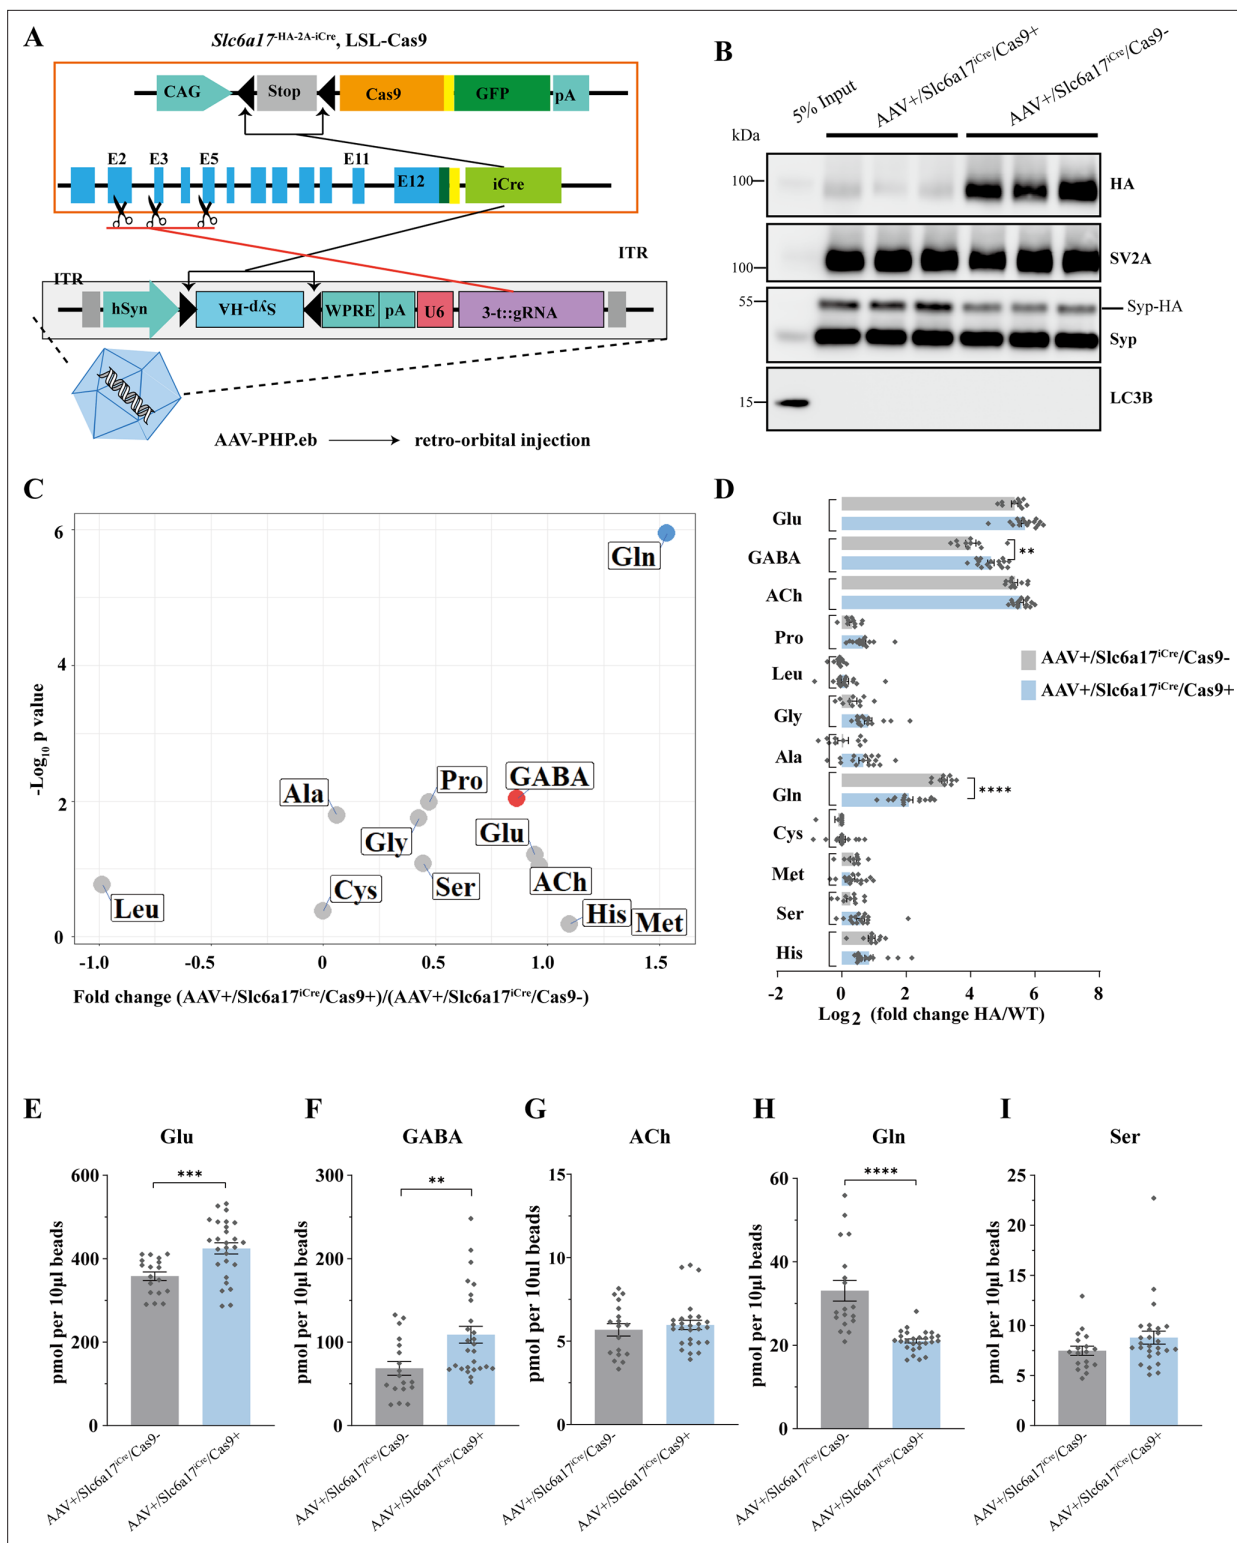 A
Slc6a17-HA-2A-iCre, LSL-Cas9
CAG
Stop
Cas9
GFP
pA
E2
E3
E5
E11
E12
iCre
ITR
ITR
hSyn
Syp-HA
WPRE
pA
U6
3-t::gRNA
AAV-PHP.eb
retro-orbital injection
B
5% Input
AAV+/Slc6a17iCre/Cas9+
AAV+/Slc6a17iCre/Cas9-
kDa
100
HA
100
SV2A
55
Syp-HA
Syp
15
LC3B
C
-Log10 p value
6
4
2
0
Gln
GABA
Pro
Ala
Gly
Glu
Ser
ACh
Cys
Leu
His
Met
-1.0
-0.5
0
0.5
1.0
1.5
Fold change (AAV+/Slc6a17iCre/Cas9+)/(AAV+/Slc6a17iCre/Cas9-)
D
Glu
GABA
**
ACh
Pro
Leu
Gly
Ala
Gln
****
Cys
Met
Ser
His
AAV+/Slc6a17iCre/Cas9-
AAV+/Slc6a17iCre/Cas9+
-2
0
2
4
6
8
Log2 (fold change HA/WT)
E
Glu
***
pmol per 10µl beads
600
400
200
0
AAV+/Slc6a17iCre/Cas9-
AAV+/Slc6a17iCre/Cas9+
F
GABA
**
pmol per 10µl beads
300
200
100
0
AAV+/Slc6a17iCre/Cas9-
AAV+/Slc6a17iCre/Cas9+
G
ACh
pmol per 10ul beads
15
10
5
0
AAV+/Slc6a17iCre/Cas9-
AAV+/Slc6a17iCre/Cas9+
H
Gln
****
pmol per 10µl beads
60
40
20
0
AAV+/Slc6a17iCre/Cas9-
AAV+/Slc6a17iCre/Cas9+
I
Ser
pmol per 10µl beads
25
20
15
10
5
0
AAV+/Slc6a17iCre/Cas9-
AAV+/Slc6a17iCre/Cas9+